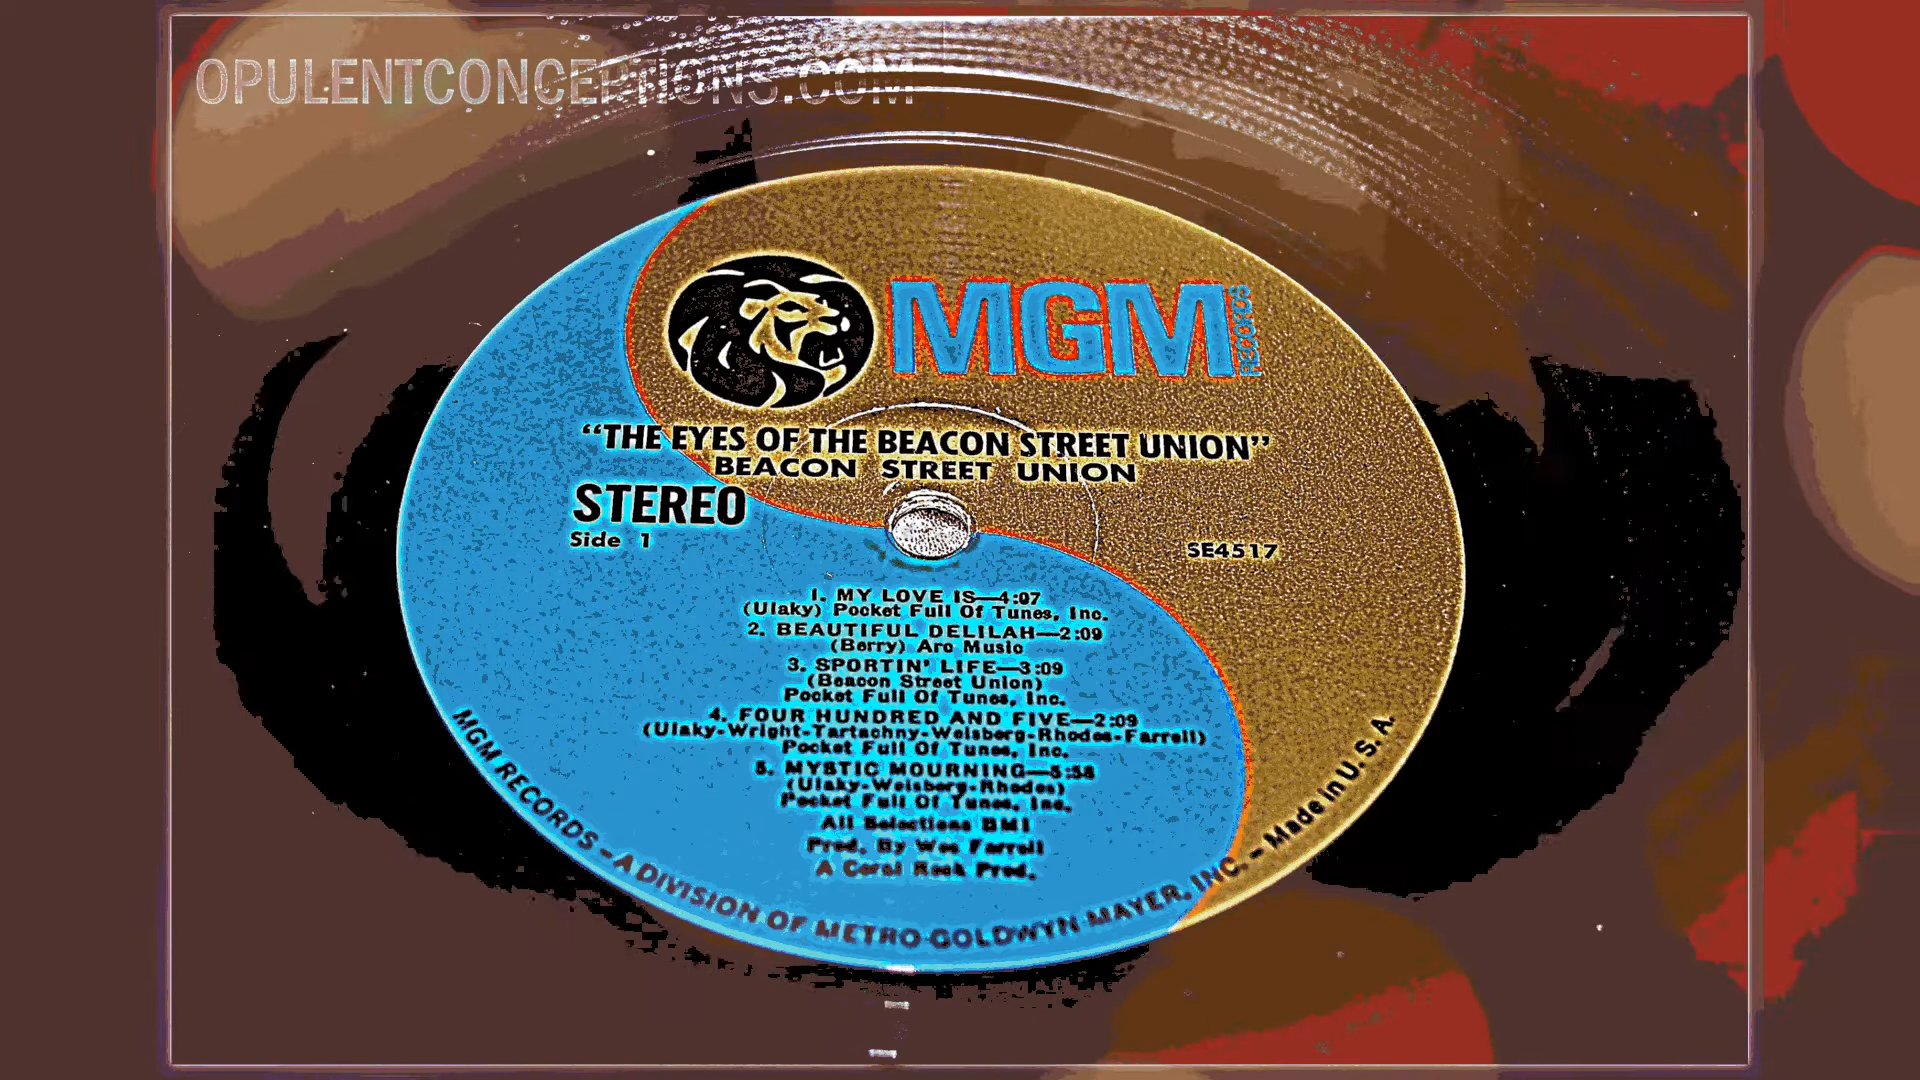 OPULENTCONCEPTIONS.COM
MGM RECORDS
“THE EYES OF THE BEACON STREET UNION”
BEACON STREET UNION
STEREO
Side 1
SE4517
1. MY LOVE IS—4:07
(Ulaky) Pocket Full Of Tunes, Inc.
2. BEAUTIFUL DELILAH—2:09
(Berry) Arc Music
3. SPORTIN' LIFE—3:09
(Beacon Street Union)
Pocket Full Of Tunes, Inc.
4. FOUR HUNDRED AND FIVE—2:09
(Ulaky-Wright-Tartachny-Weisberg-Rhodes-Farrell)
Pocket Full Of Tunes, Inc.
5. MYSTIC MOURNING—5:58
(Ulaky-Weisberg-Rhodes)
Pocket Full Of Tunes, Inc.
All Selections BMI
Prod. By Wes Farrell
A Coral Rock Prod.
MGM RECORDS – A DIVISION OF METRO-GOLDWYN-MAYER, INC. – Made in U. S. A.